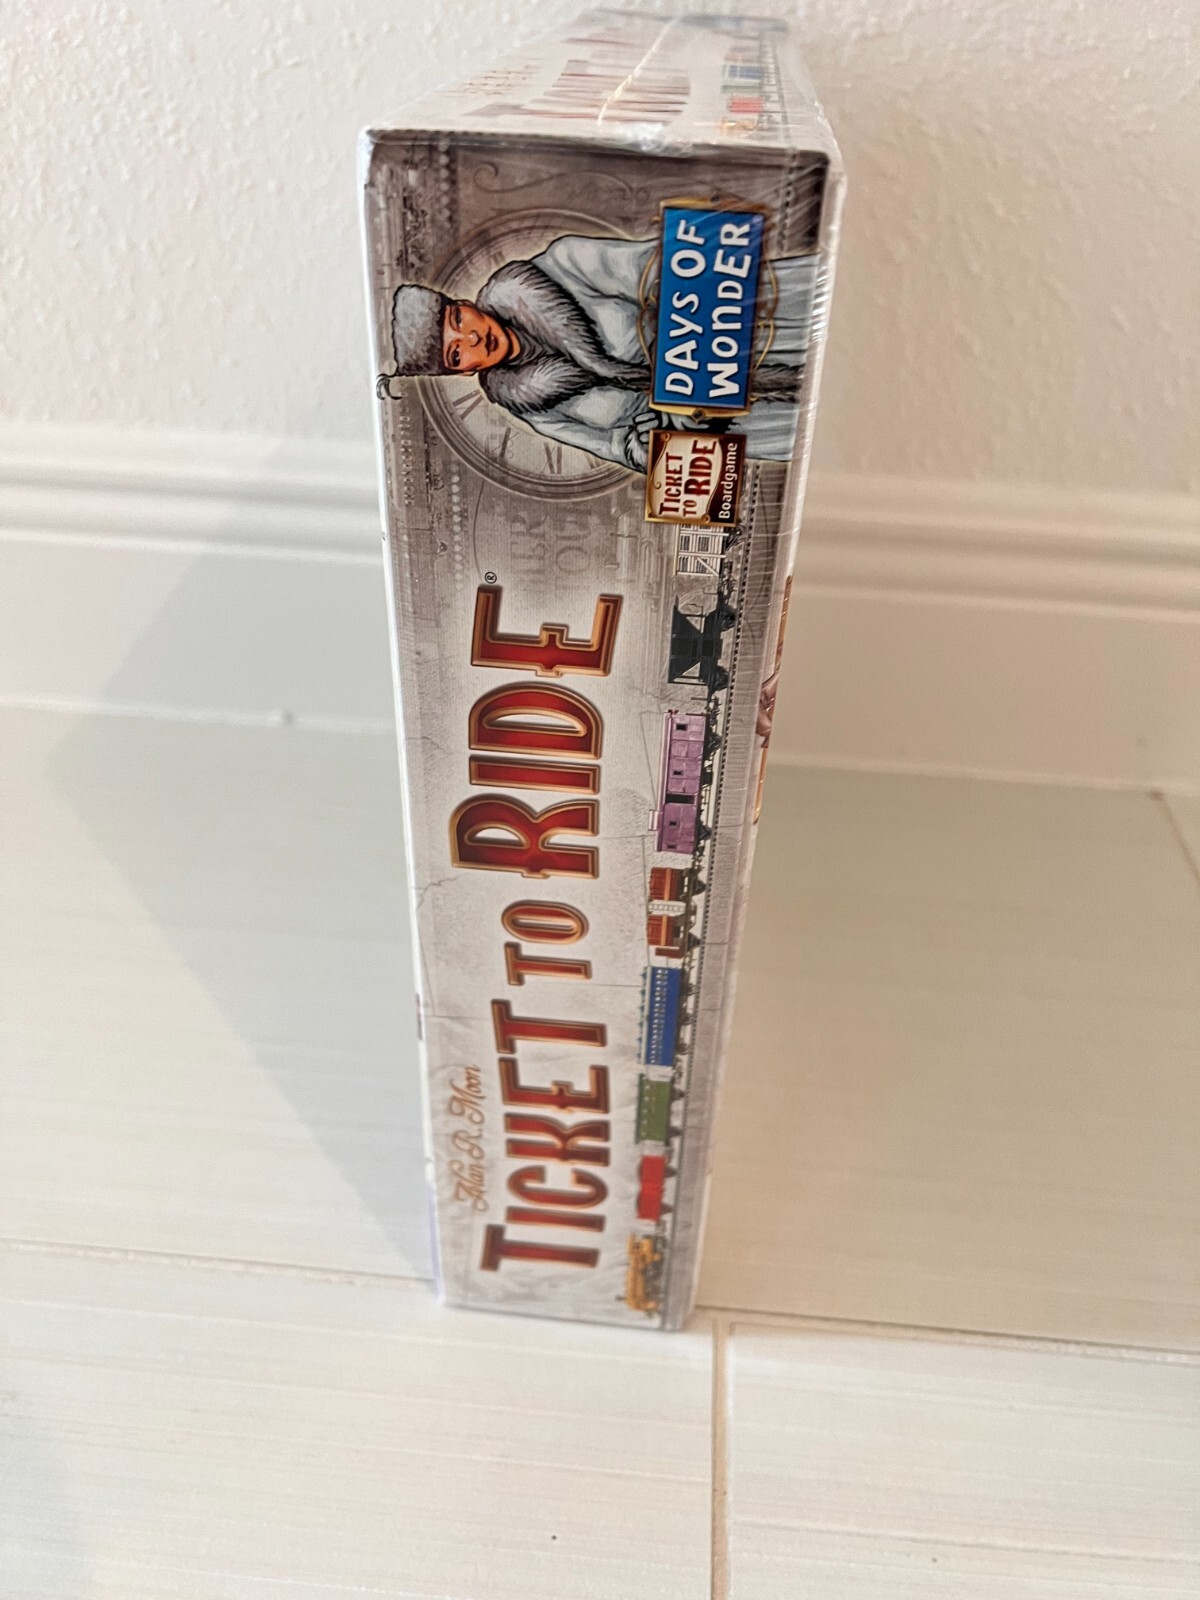 Alan R. Moon
TICKET TO RIDE®
TICKET
TO RIDE
Boardgame
DAYS OF
WONDER